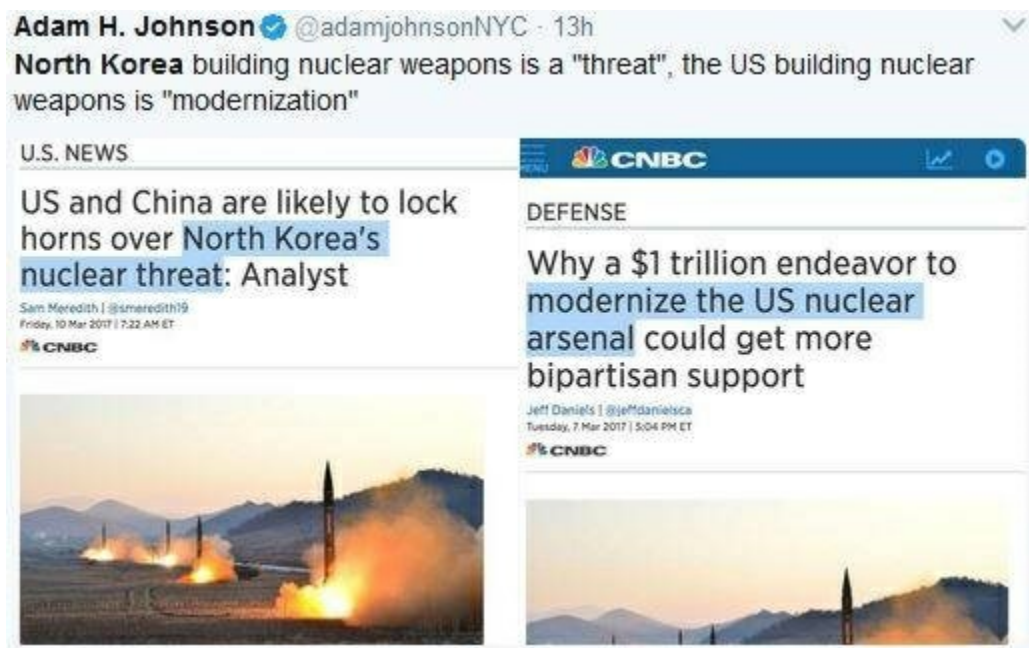 Adam H. Johnson @adamjohnsonNYC · 13h
North Korea building nuclear weapons is a "threat", the US building nuclear
weapons is "modernization"
U.S. NEWS
US and China are likely to lock
horns over North Korea's
nuclear threat: Analyst
Sam Meredith | @smeredith19
Friday, 10 Mar 2017 | 7:22 AM ET
CNBC
MENU
CNBC
DEFENSE
Why a $1 trillion endeavor to
modernize the US nuclear
arsenal could get more
bipartisan support
Jeff Daniels | @jeffdanielsca
Tuesday, 7 Mar 2017 | 5:04 PM ET
CNBC